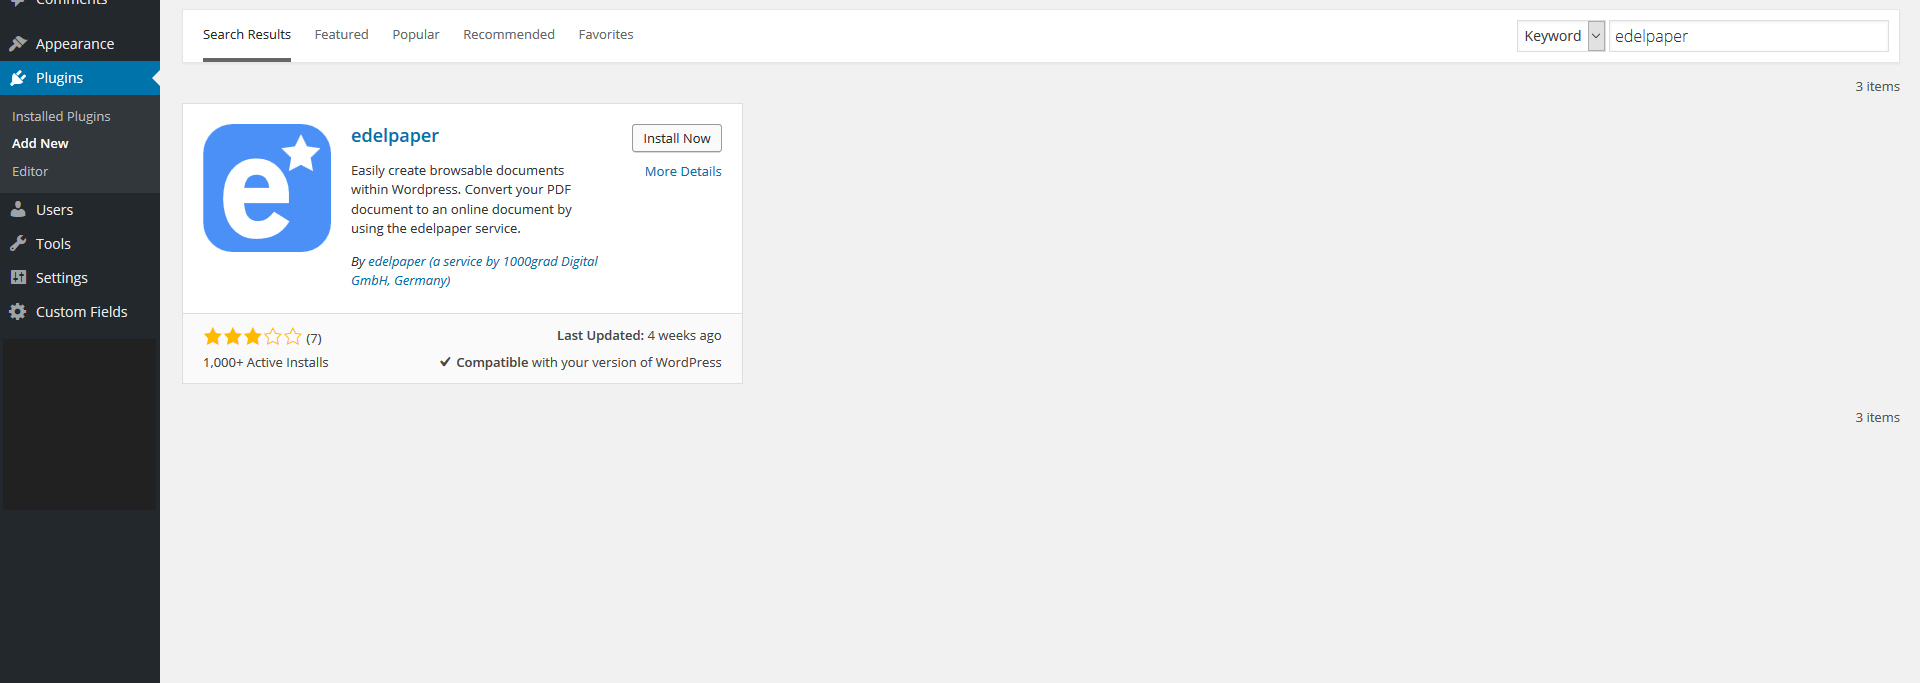 Comments
Appearance
Plugins
Installed Plugins
Add New
Editor
Users
Tools
Settings
Custom Fields
Search Results Featured Popular Recommended Favorites
Keyword edelpaper
3 items
e
edelpaper
Install Now
More Details
Easily create browsable documents
within Wordpress. Convert your PDF
document to an online document by
using the edelpaper service.
By edelpaper (a service by 1000grad Digital
GmbH, Germany)
(7)
1,000+ Active Installs
Last Updated: 4 weeks ago
Compatible with your version of WordPress
3 items